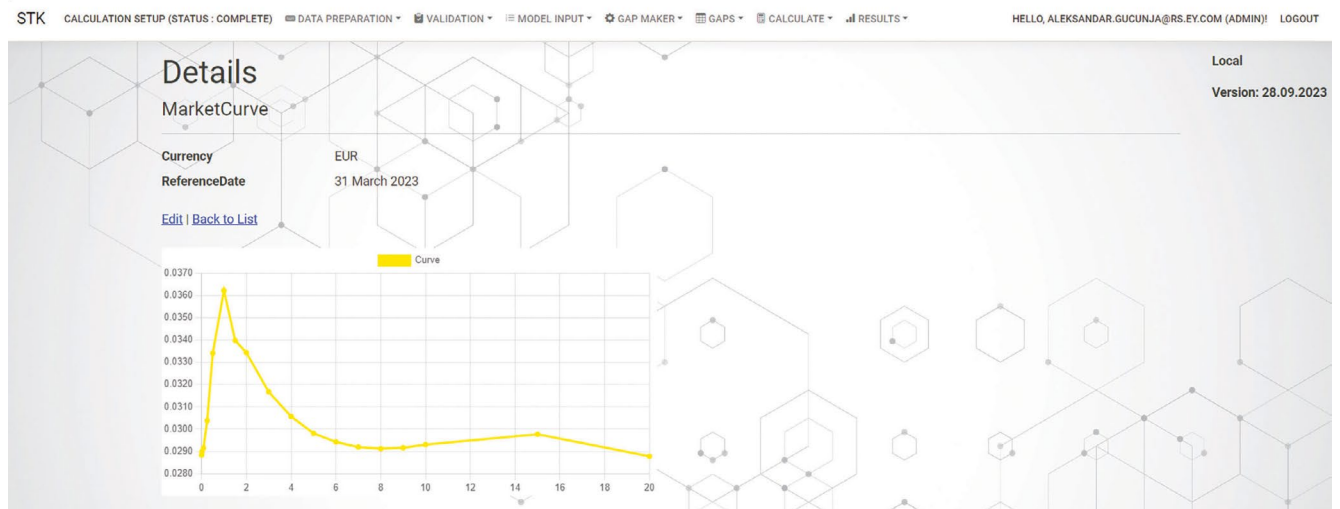 STK CALCULATION SETUP (STATUS : COMPLETE) DATA PREPARATION VALIDATION MODEL INPUT GAP MAKER GAPS CALCULATE RESULTS HELLO, ALEKSANDAR.GUCUNJA@RS.EY.COM (ADMIN)! LOGOUT
Details
MarketCurve
Local
Version: 28.09.2023
Currency EUR
ReferenceDate 31 March 2023
Edit | Back to List
Curve
0.0370
0.0360
0.0350
0.0340
0.0330
0.0320
0.0310
0.0300
0.0290
0.0280
0 2 4 6 8 10 12 14 16 18 20